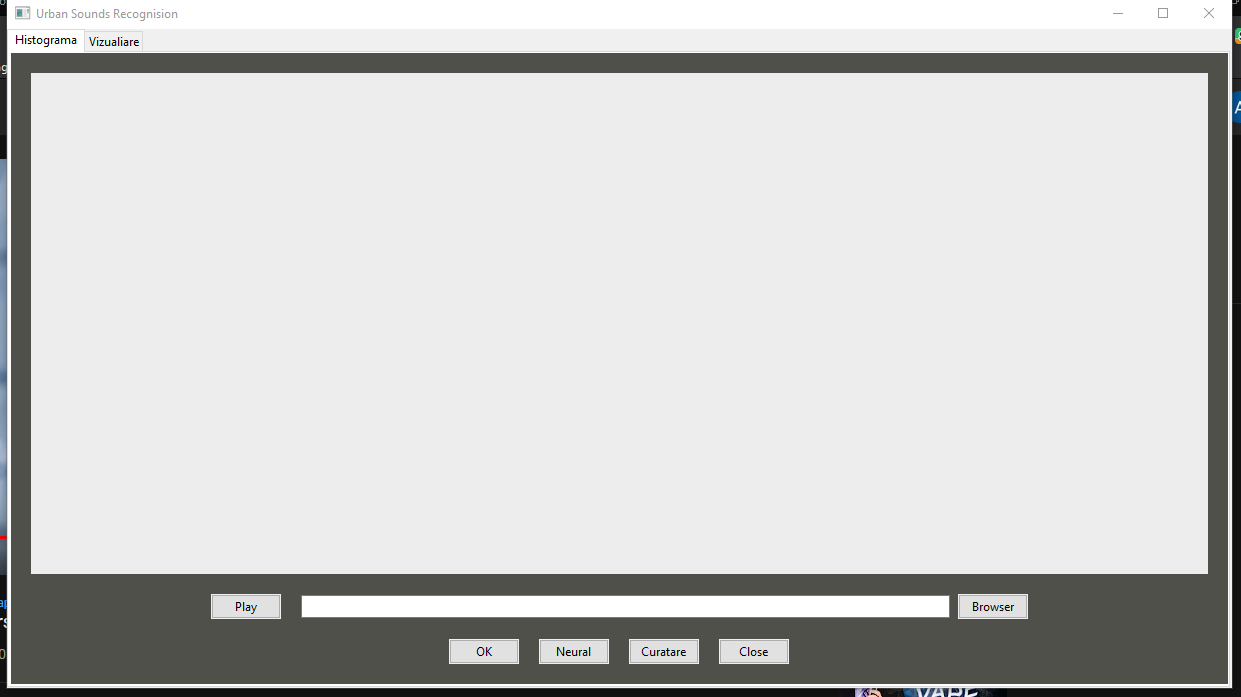 Urban Sounds Recognision
Histograma Vizualiare
Play Browser
OK Neural Curatare Close